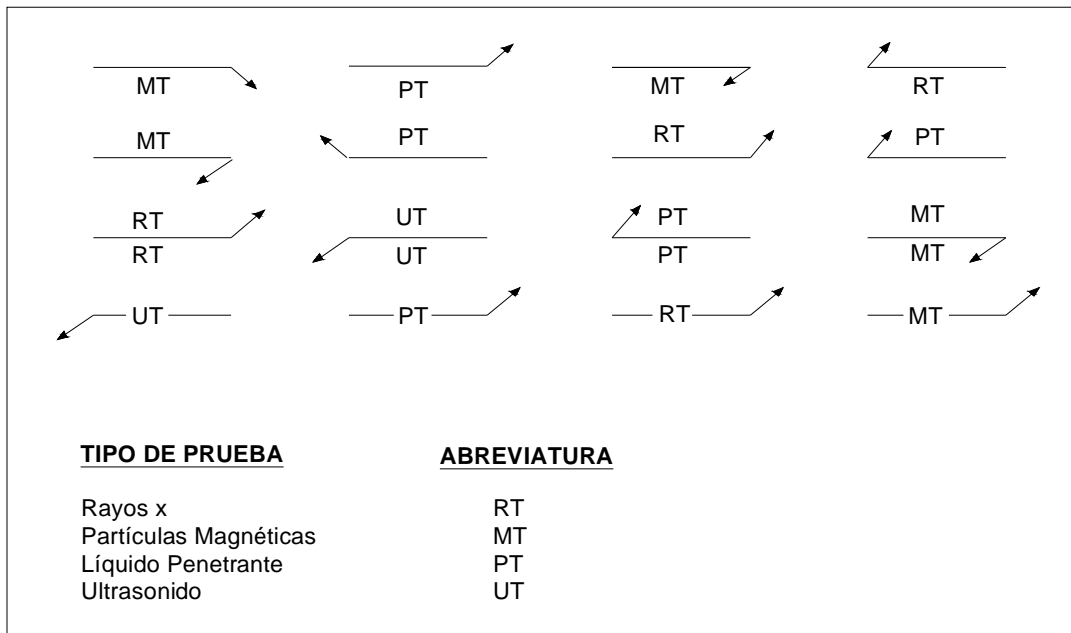 MT PT MT RT
MT PT RT PT
RT UT PT MT
RT UT PT MT
UT PT RT MT
TIPO DE PRUEBA ABREVIATURA
Rayos x RT
Partículas Magnéticas MT
Líquido Penetrante PT
Ultrasonido UT